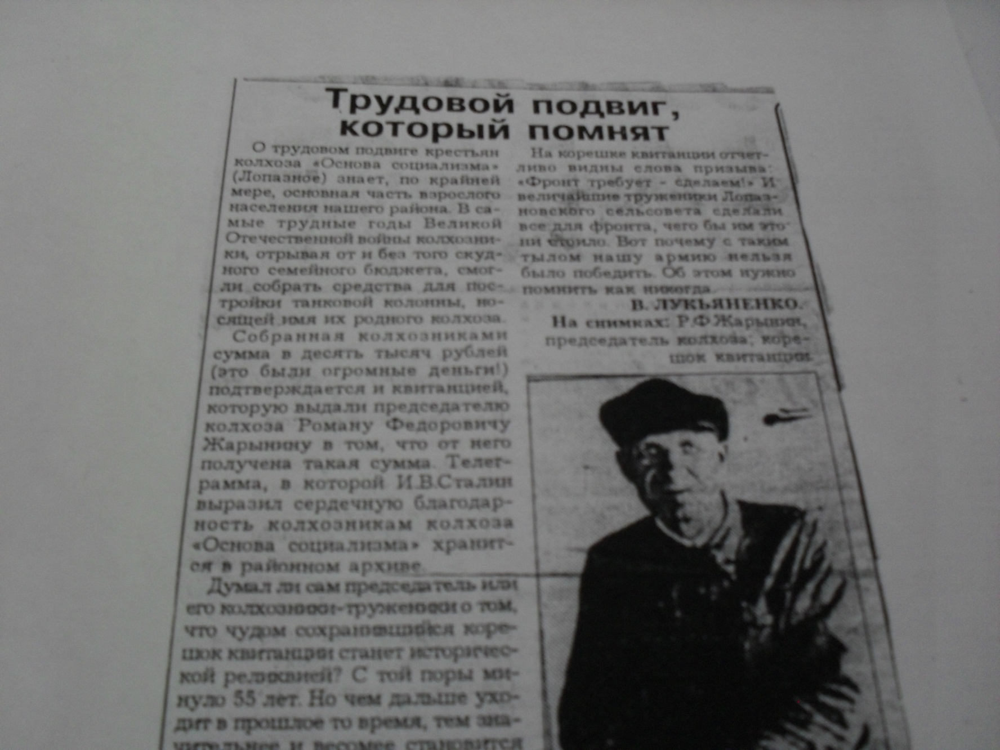 Трудовой подвиг,
который помнят
О трудовом подвиге крестьян
колхоза «Основа социализма»
(Лопазное) знает, по крайней
мере, основная часть взрослого
населения нашего района. В са-
мые трудные годы Великой
Отечественной войны колхозни-
ки, отрывая от и без того скуд-
ного семейного бюджета, смог-
ли собрать средства для пос-
тройки танковой колонны, но-
сящей имя их родного колхоза.
Собранная колхозниками
сумма в десять тысяч рублей
(это были огромные деньги!)
подтверждается и квитанцией,
которую выдали председателю
колхоза Роману Федоровичу
Жарынину в том, что от него
получена такая сумма. Телег-
рамма, в которой И.В.Сталин
выразил сердечную благодар-
ность колхозникам колхоза
«Основа социализма» хранит-
ся в районном архиве.
Думал ли сам председатель или
его колхозники-труженики о том,
что чудом сохранившийся коре-
шок квитанции станет историчес-
кой реликвией? С той поры ми-
нуло 55 лет. Но чем дальше ухо-
дит в прошлое то время, тем зна-
чительнее и весомее становится
На корешке квитанции отчет-
ливо видны слова призыва:
«Фронт требует - сделаем!» И
величайшие труженики Лопаз-
новского сельсовета сделали
все для фронта, чего бы им это
ни стоило. Вот почему с таким
тылом нашу армию нельзя
было победить. Об этом нужно
помнить как никогда.
В. ЛУКЬЯНЕНКО.
На снимках: Р.Ф.Жарынин,
председатель колхоза; коре-
шок квитанции.